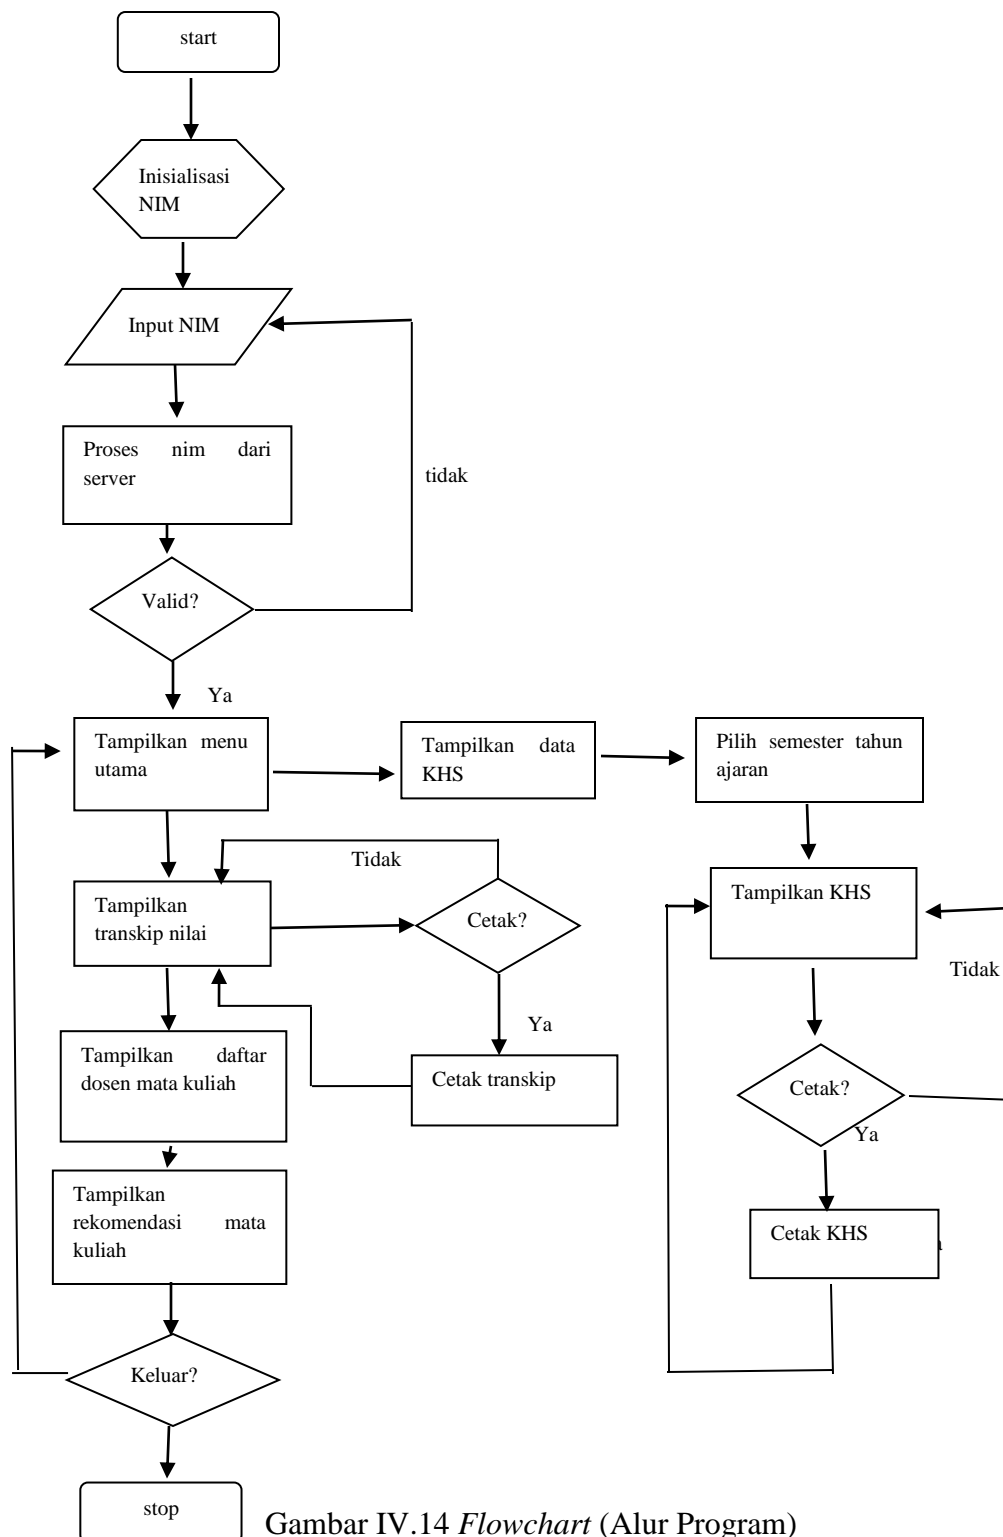 start
Inisialisasi
NIM
Input NIM
Proses nim dari
server
tidak
Valid?
Ya
Tampilkan menu
utama
Tampilkan data
KHS
Pilih semester tahun
ajaran
Tidak
Tampilkan
transkip nilai
Cetak?
Tampilkan KHS
Tidak
Ya
Tampilkan daftar
dosen mata kuliah
Cetak transkip
Cetak?
Ya
Tampilkan
rekomendasi mata
kuliah
Cetak KHS
Keluar?
stop
Gambar IV.14 Flowchart (Alur Program)